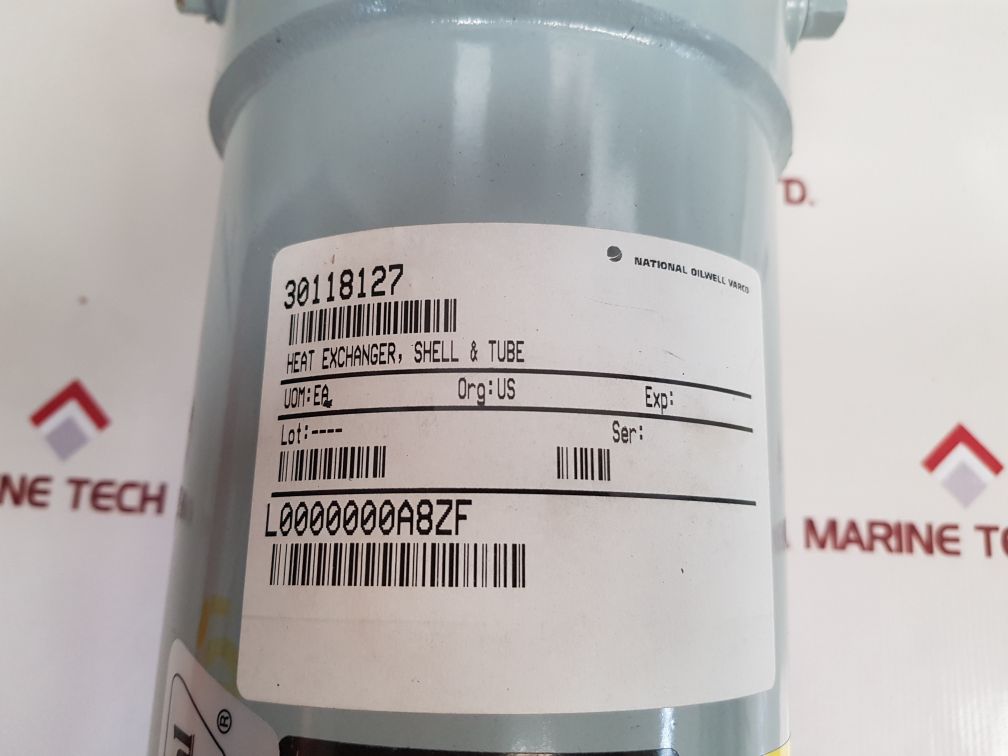 NATIONAL OILWELL VARCO
30118127
HEAT EXCHANGER, SHELL & TUBE
UOM:EA Org:US Exp:
Lot:---- Ser:
L0000000A8ZF
NE TECH
MARINE
TD.
®